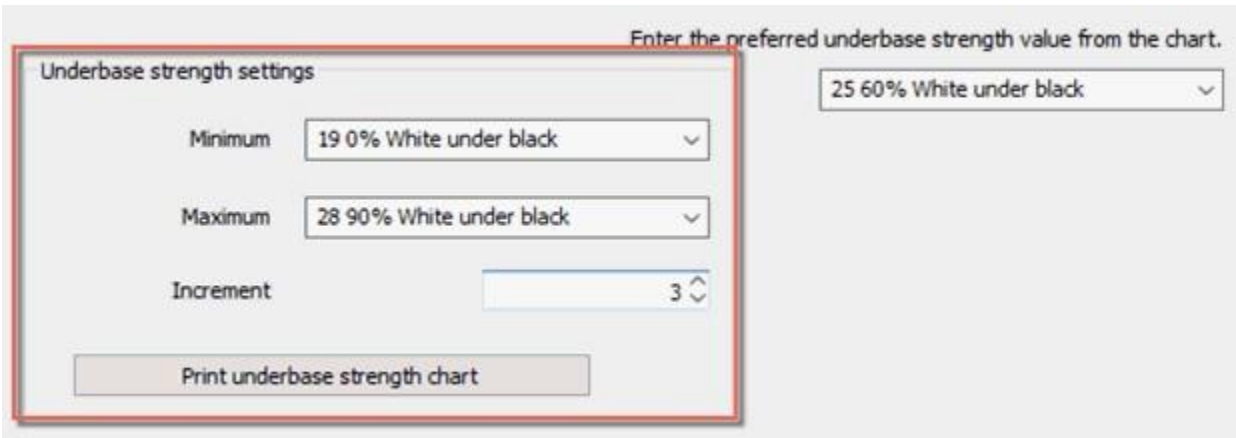 Enter the preferred underbase strength value from the chart.
Underbase strength settings
25 60% White under black
Minimum 19 0% White under black
Maximum 28 90% White under black
Increment 3
Print underbase strength chart